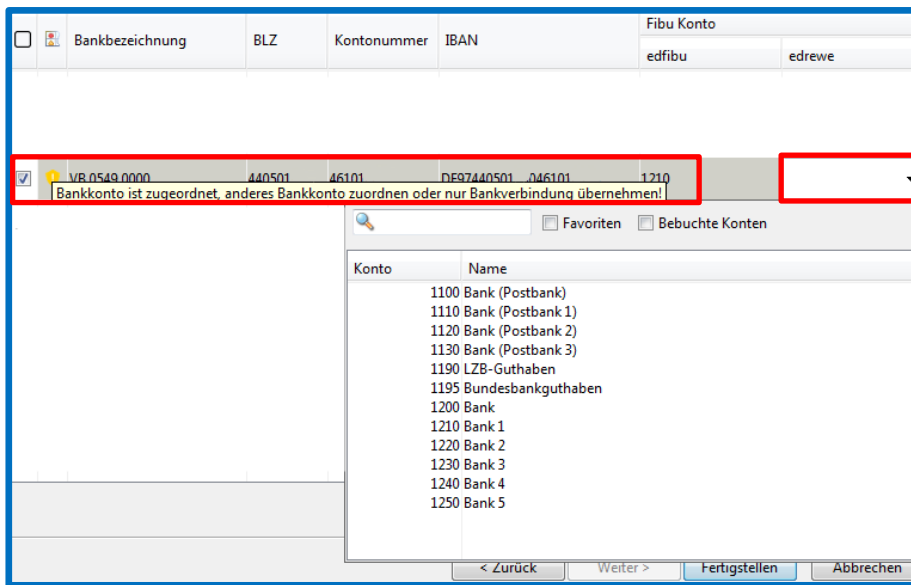 Fibu Konto
Bankbezeichnung BLZ Kontonummer IBAN
edfibu edrewe
VB 0549 0000 440501 46101 DE97440501 046101 1210
Bankkonto ist zugeordnet, anderes Bankkonto zuordnen oder nur Bankverbindung übernehmen!
Favoriten Bebuchte Konten
Konto Name
1100 Bank (Postbank)
1110 Bank (Postbank 1)
1120 Bank (Postbank 2)
1130 Bank (Postbank 3)
1190 LZB-Guthaben
1195 Bundesbankguthaben
1200 Bank
1210 Bank 1
1220 Bank 2
1230 Bank 3
1240 Bank 4
1250 Bank 5
< Zurück Weiter > Fertigstellen Abbrechen